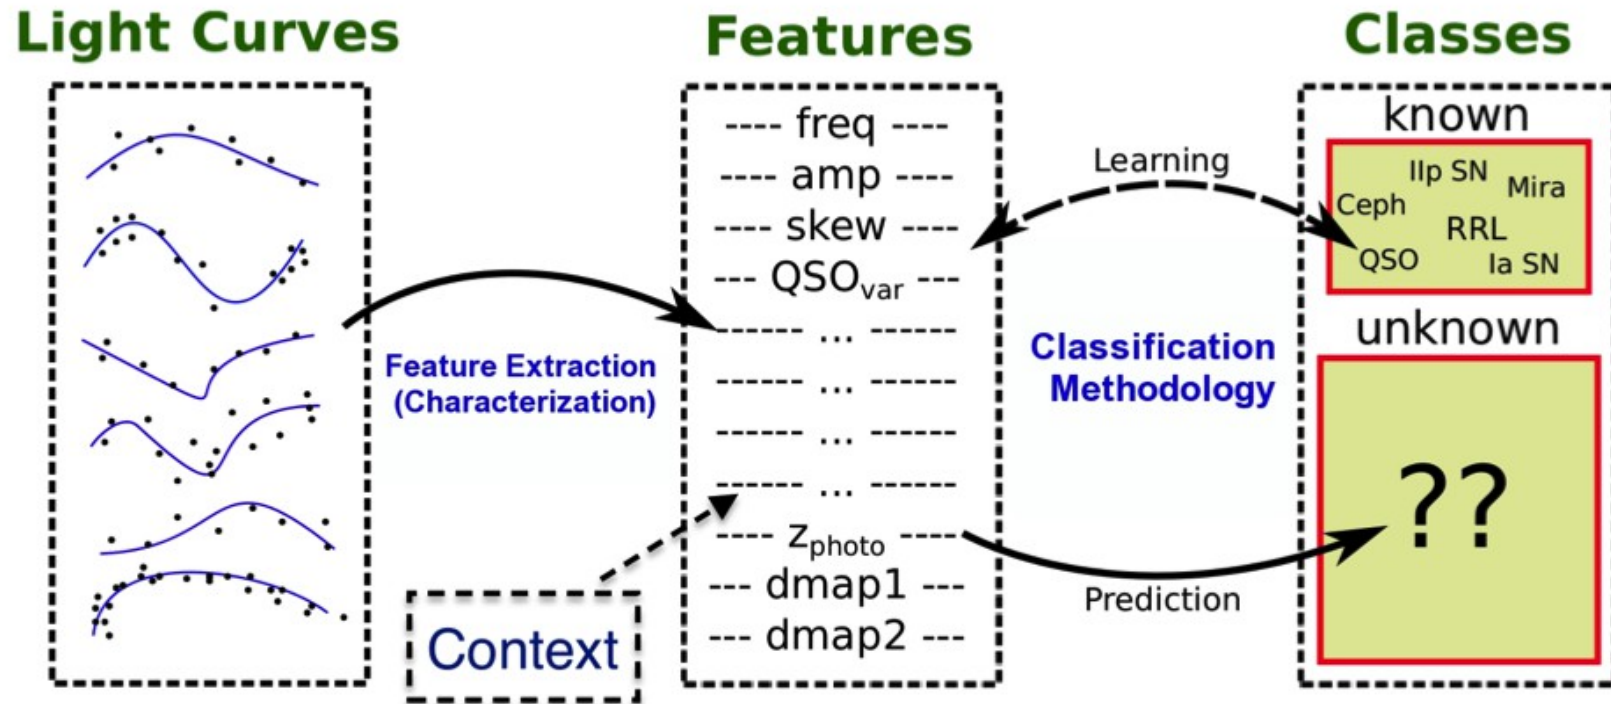 Light Curves
Features
Classes
---- freq ----
---- amp ----
---- skew ----
--- QSOvar ---
------ ... ------
------ ... ------
------ ... ------
------ ... ------
---- zphoto ----
--- dmap1 ---
--- dmap2 ---
Feature Extraction
(Characterization)
Context
Learning
Classification
Methodology
Prediction
known
IIp SN
Mira
Ceph
RRL
QSO
Ia SN
unknown
??